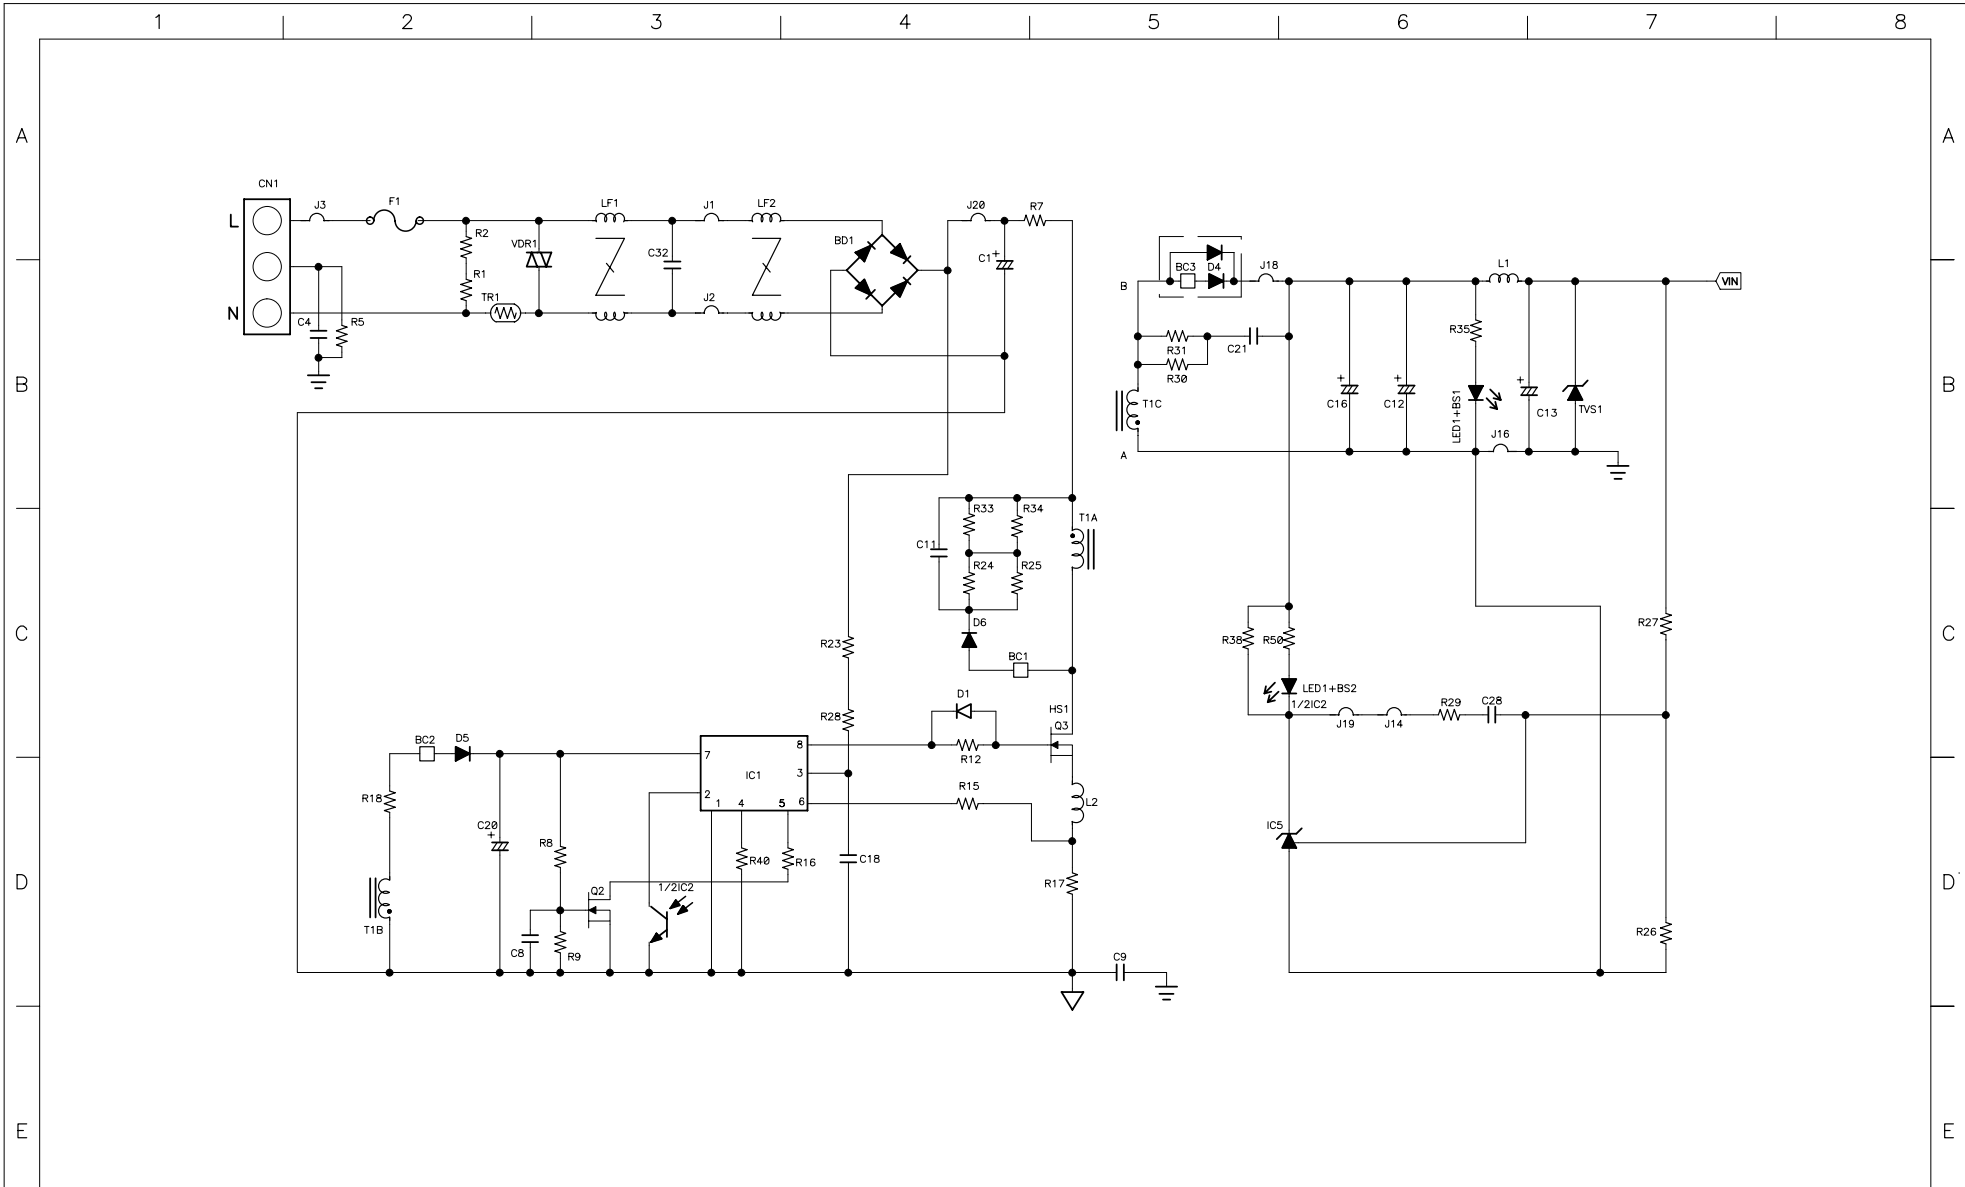 1 2 3 4 5 6 7 8
A A
CN1
L
N
J3
F1
R2
R1
TR1
VDR1
LF1
C32
J1
J2
LF2
BD1
J20
C1 +
R7
C4
R5
B BC3 D4 J18
L1
VIN
R31
R30
C21
T1C
A
R35
+ C16
+ C12
LED1+BS1
+ C13
TVS1
J16
B B
R33
R34
T1A
C11
R24
R25
D6
BC1
R23
R28
D1
HS1
Q3
R12
R38
R50
LED1+BS2
1/2IC2
J19
J14
R29
C28
R27
C C
BC2
D5
7
8
IC1
3
2
1
4
5
6
R15
L2
R18
C20
+
R8
R40
R16
C18
R17
IC5
Q2
1/2IC2
T1B
C8
R9
C9
R26
D D
E E